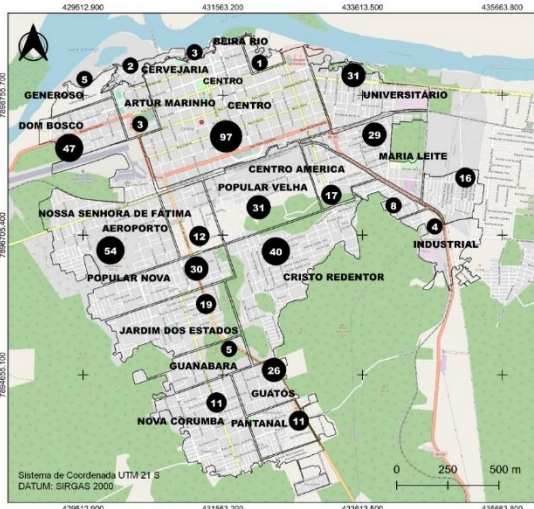 429512.900 431563.200 433613.500 435663.800
BEIRA RIO
3
2
1
CERVEJARIA
5
CENTRO
31
GENEROSO
ARTUR MARINHO
CENTRO
UNIVERSITÁRIO
7898755.700
DOM BOSCO
3
97
29
47
MARIA LEITE
CENTRO AMERICA
POPULAR VELHA
16
17
NOSSA SENHORA DE FÁTIMA
31
8
AEROPORTO
4
7896705.400
12
INDUSTRIAL
54
40
POPULAR NOVA
30
CRISTO REDENTOR
19
JARDIM DOS ESTADOS
5
GUANABARA
26
7894655.100
GUATÓS
11
NOVA CORUMBA
PANTANAL
11
Sistema de Coordenada UTM 21 S
DATUM: SIRGAS 2000
0 250 500 m
429512.900 431563.200 433613.500 435663.800